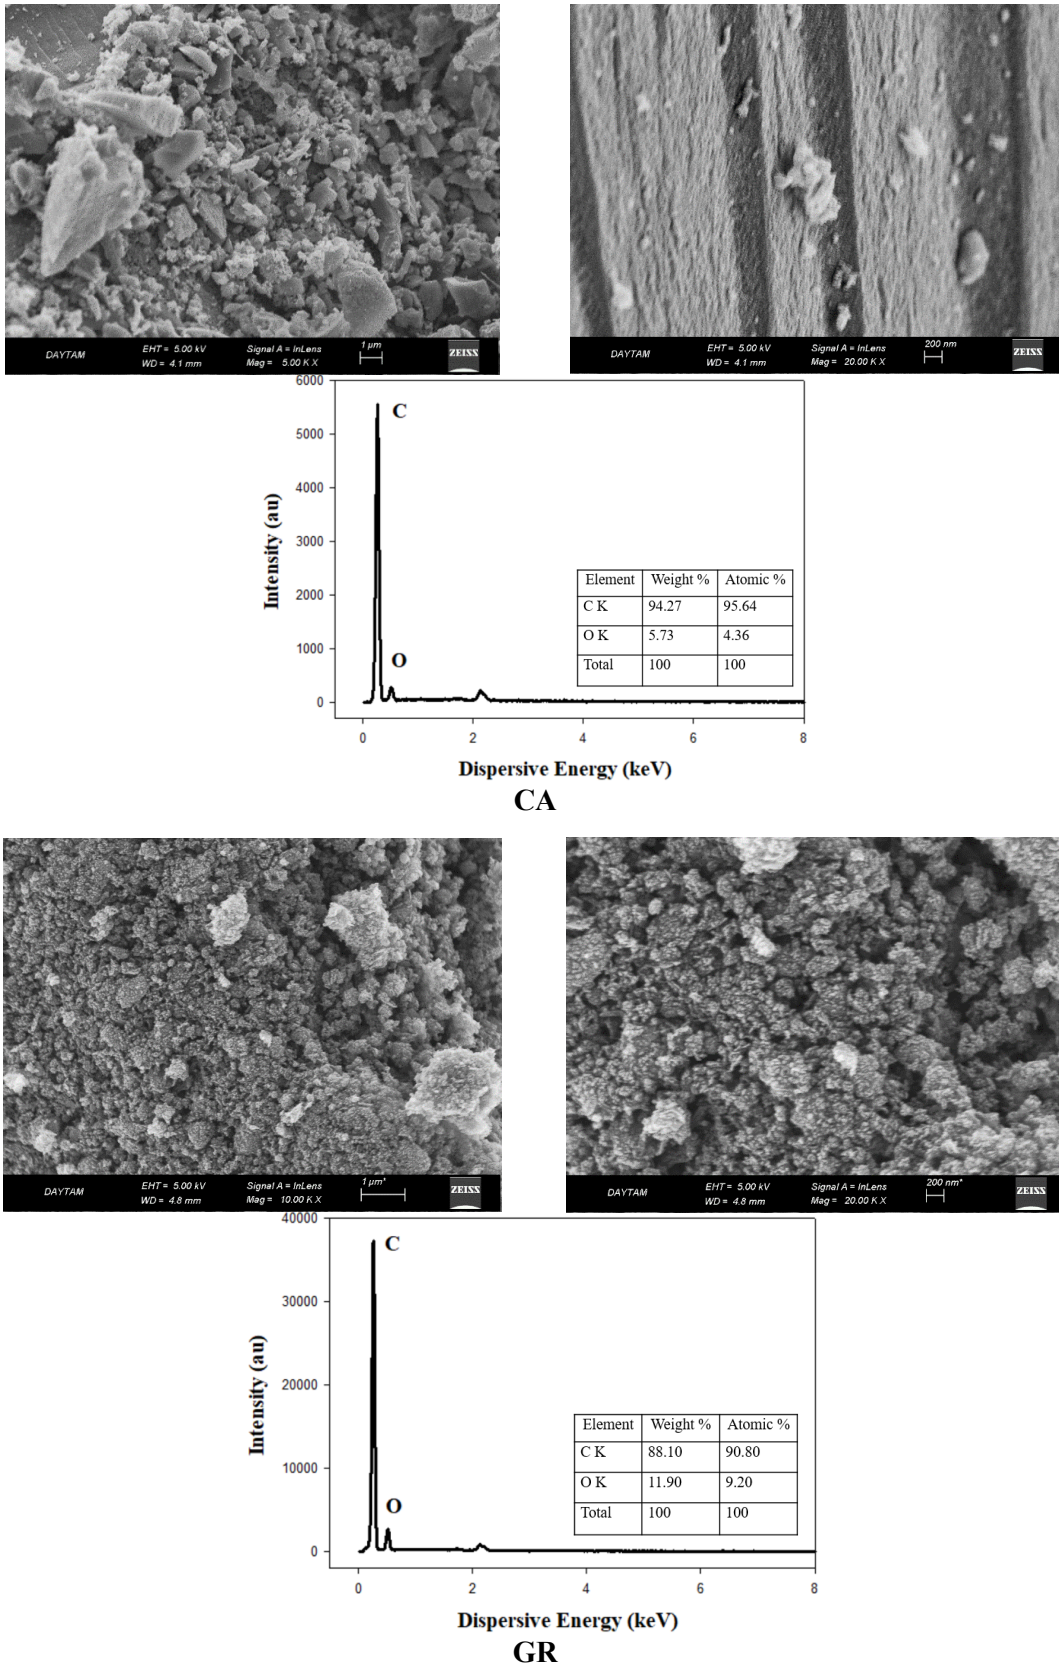 DAYTAM
EHT = 5.00 kV
WD = 4.1 mm
Signal A = InLens
Mag = 5.00 K X
1 µm
ZEISS
DAYTAM
EHT = 5.00 kV
WD = 4.1 mm
Signal A = InLens
Mag = 20.00 K X
200 nm
ZEISS
6000
5000
4000
3000
2000
1000
0
Intensity (au)
C
O
Element Weight % Atomic %
C K 94.27 95.64
O K 5.73 4.36
Total 100 100
0 2 4 6 8
Dispersive Energy (keV)
CA
DAYTAM
EHT = 5.00 kV
WD = 4.8 mm
Signal A = InLens
Mag = 10.00 K X
1 µm*
ZEISS
DAYTAM
EHT = 5.00 kV
WD = 4.8 mm
Signal A = InLens
Mag = 20.00 K X
200 nm*
ZEISS
40000
30000
20000
10000
0
Intensity (au)
C
O
Element Weight % Atomic %
C K 88.10 90.80
O K 11.90 9.20
Total 100 100
0 2 4 6 8
Dispersive Energy (keV)
GR